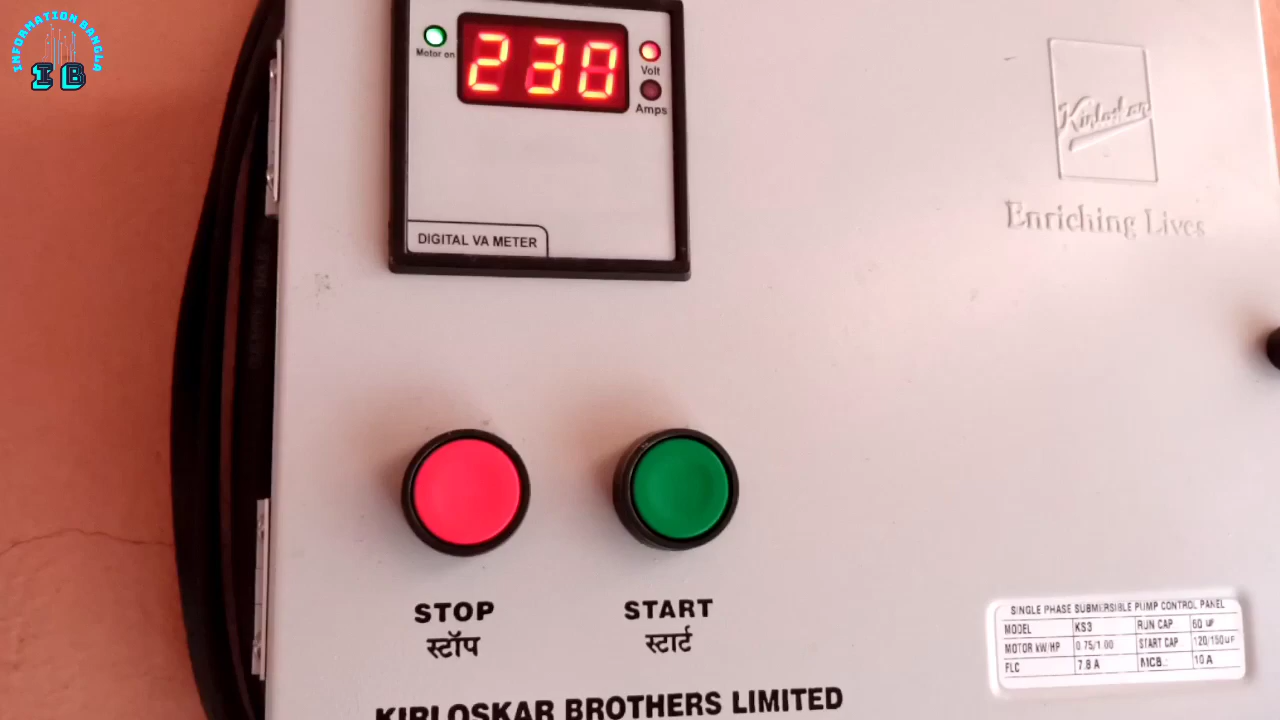 INFORMATION BANGLA
IB
Motor on
230
Volt
Amps
DIGITAL VA METER
Kirloskar
Enriching Lives
STOP
स्टॉप
START
स्टार्ट
KIRLOSKAR BROTHERS LIMITED
SINGLE PHASE SUBMERSIBLE PUMP CONTROL PANEL
MODEL KS3 RUN CAP 60 uF
MOTOR kW/HP 0.75/1.00 START CAP 120/150uF
FLC 7.8 A MCB.: 10 A